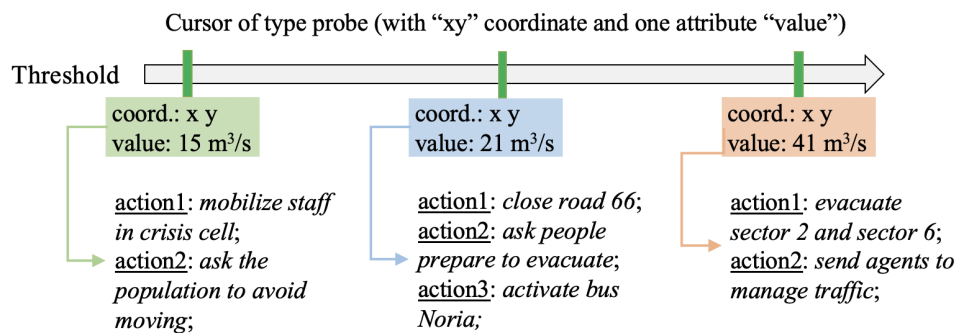 Cursor of type probe (with “xy” coordinate and one attribute “value”)
Threshold
coord.: x y
value: 15 m³/s
coord.: x y
value: 21 m³/s
coord.: x y
value: 41 m³/s
action1: mobilize staff
in crisis cell;
action2: ask the
population to avoid
moving;
action1: close road 66;
action2: ask people
prepare to evacuate;
action3: activate bus
Noria;
action1: evacuate
sector 2 and sector 6;
action2: send agents to
manage traffic;